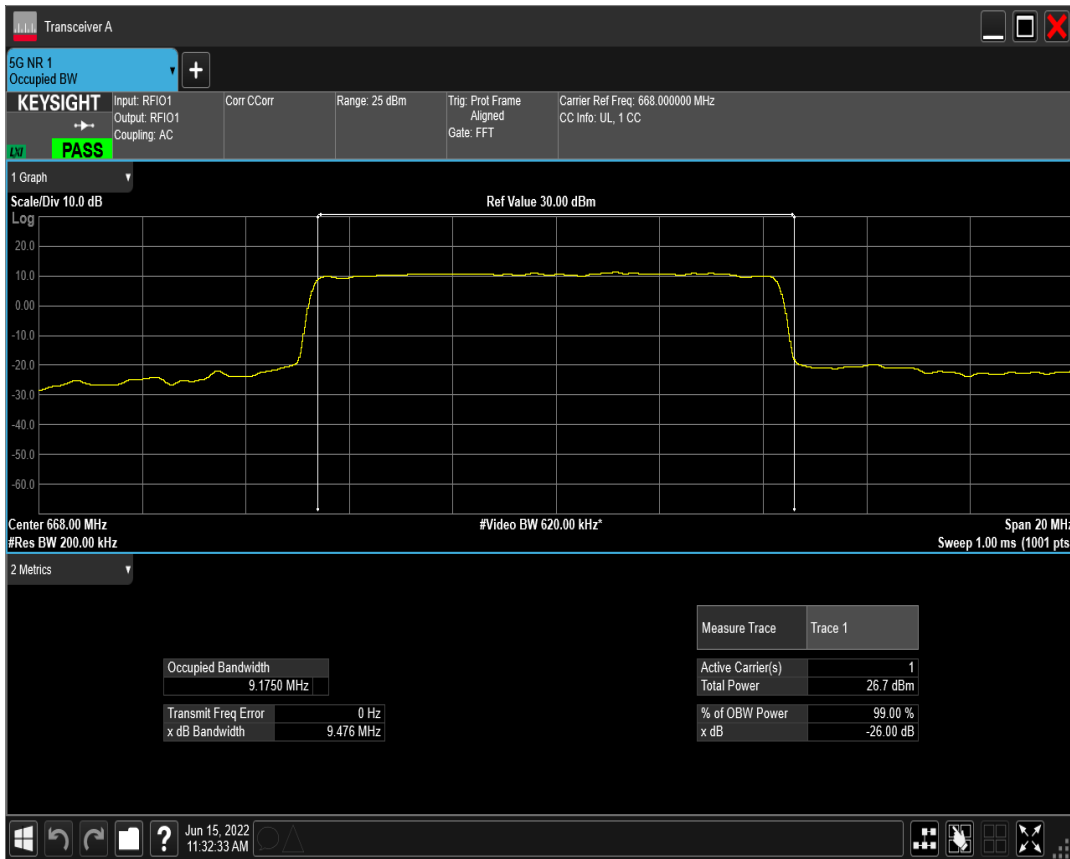 Transceiver A
5G NR 1
Occupied BW
+
KEYSIGHT
LXI
PASS
Input: RFIO1
Output: RFIO1
Coupling: AC
Corr CCorr
Range: 25 dBm
Trig: Prot Frame
Aligned
Gate: FFT
Carrier Ref Freq: 668.000000 MHz
CC Info: UL, 1 CC
1 Graph
Scale/Div 10.0 dB
Ref Value 30.00 dBm
Log
20.0
10.0
0.00
-10.0
-20.0
-30.0
-40.0
-50.0
-60.0
Center 668.00 MHz
#Video BW 620.00 kHz*
Span 20 MHz
#Res BW 200.00 kHz
Sweep 1.00 ms (1001 pts
2 Metrics
Measure Trace Trace 1
Occupied Bandwidth
9.1750 MHz
Active Carrier(s) 1
Total Power 26.7 dBm
Transmit Freq Error 0 Hz
x dB Bandwidth 9.476 MHz
% of OBW Power 99.00 %
x dB -26.00 dB
?
Jun 15, 2022
11:32:33 AM